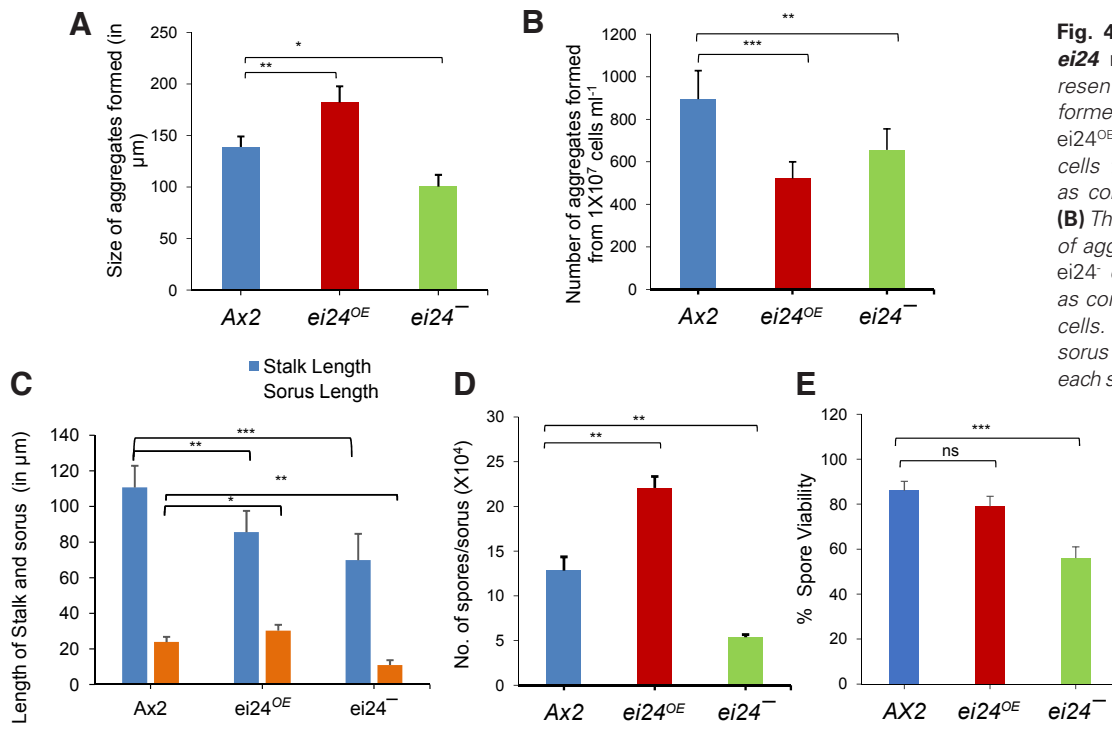 A
Size of aggregates formed (in
µm)
250
200
150
100
50
0
*
**
Ax2
ei24OE
ei24—
B
Number of aggregates formed
from 1X10⁷ cells ml⁻¹
1200
1000
800
600
400
200
0
**
***
Ax2
ei24OE
ei24—
Fig. 4
ei24
resen
forme
ei24OE
cells
as co
(B) Th
of agg
ei24⁻
as co
cells.
sorus
each s
C
Stalk Length
Sorus Length
Length of Stalk and sorus (in µm)
140
120
100
80
60
40
20
0
***
**
**
*
Ax2
ei24OE
ei24—
D
No. of spores/sorus (X10⁴)
30
25
20
15
10
5
0
**
**
Ax2
ei24OE
ei24—
E
% Spore Viability
120
100
80
60
40
20
0
***
ns
AX2
ei24OE
ei24—